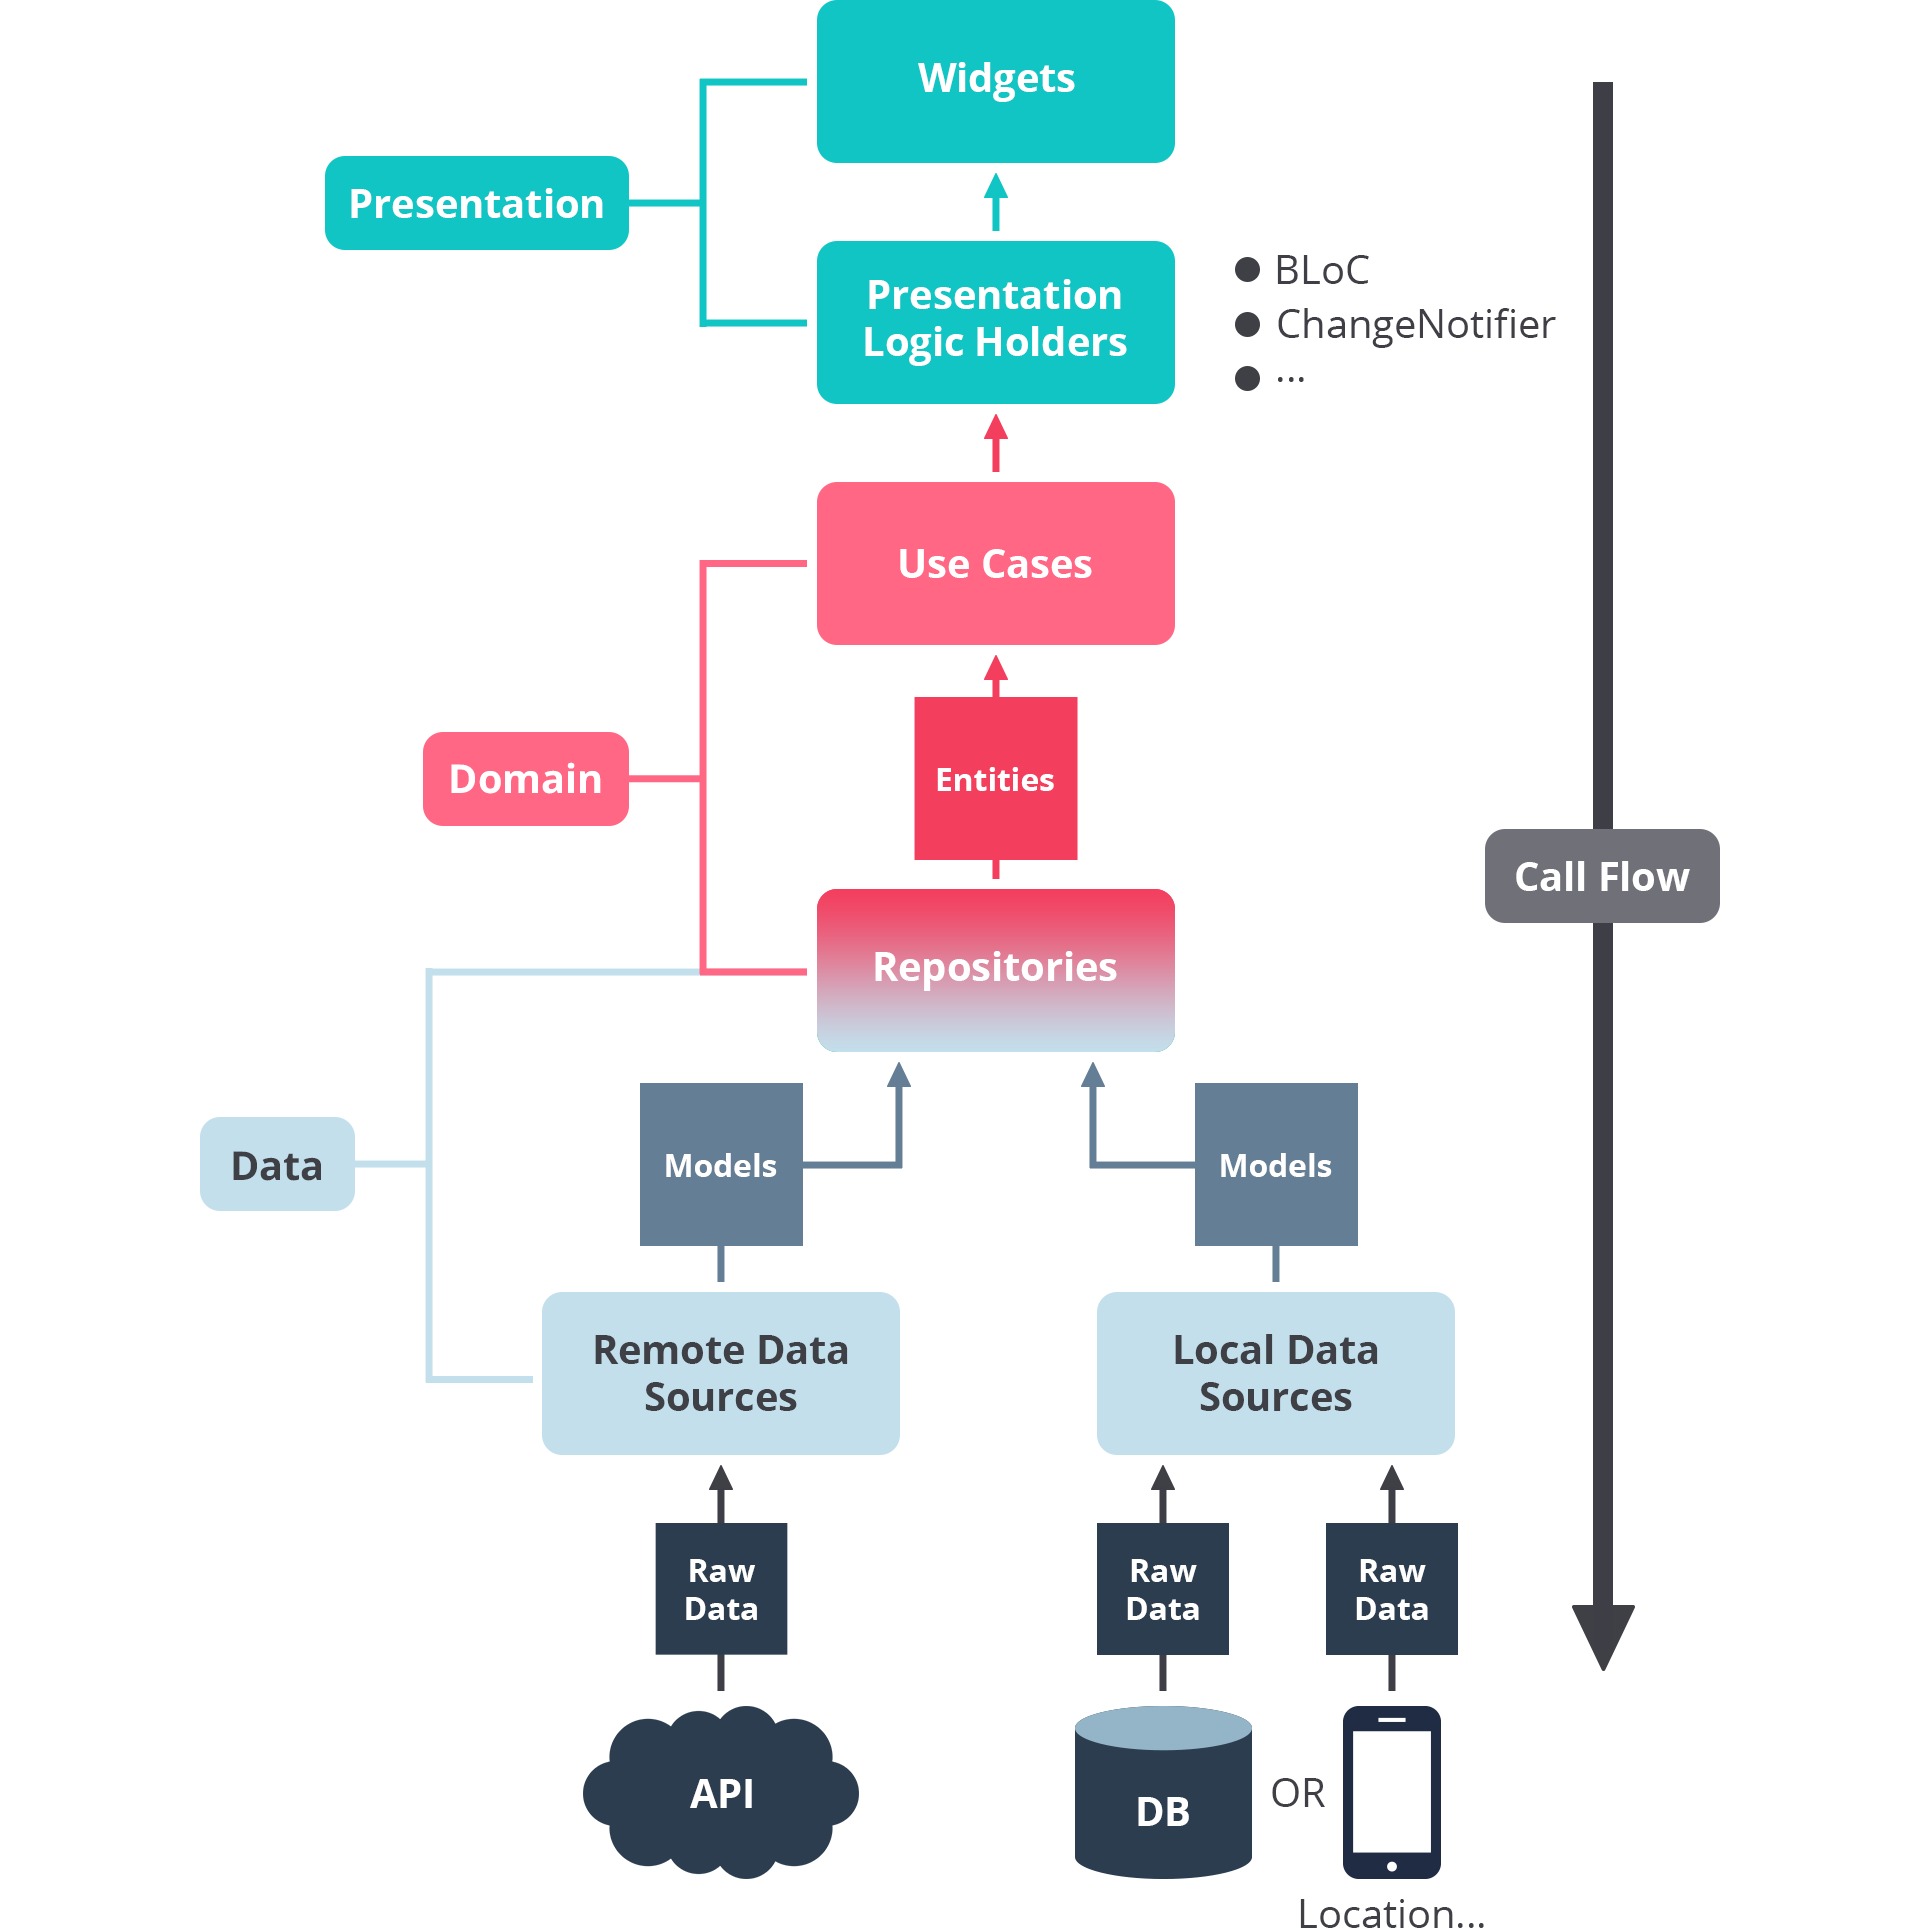 Widgets
Presentation
Presentation
Logic Holders
● BLoC
● ChangeNotifier
● ...
Use Cases
Entities
Domain
Call Flow
Repositories
Models
Models
Data
Remote Data
Sources
Local Data
Sources
Raw
Data
Raw
Data
Raw
Data
API
DB
OR
Location...